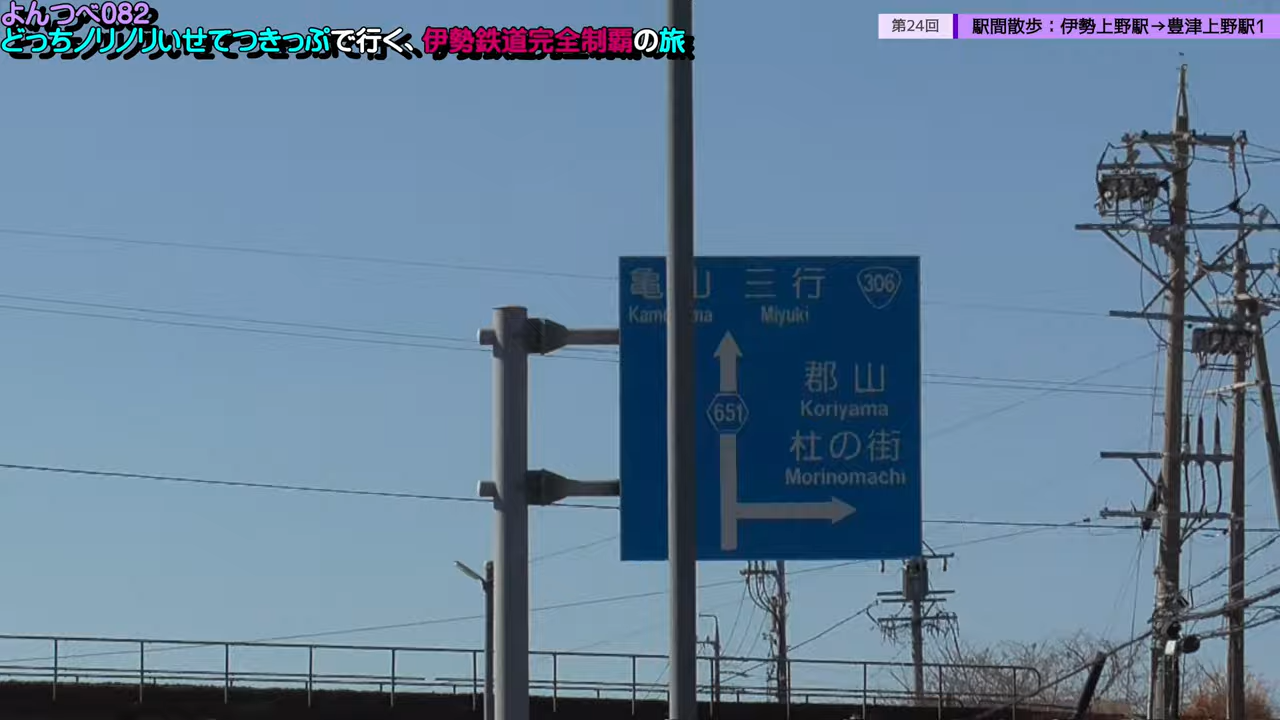 よんつべ082
どっちノリノリいせてつきっぷで行く、伊勢鉄道完全制覇の旅
第24回 駅間散歩：伊勢上野駅→豊津上野駅1
亀山 三行 306
Miyuki
651
郡山
Koriyama
杜の街
Morinomachi